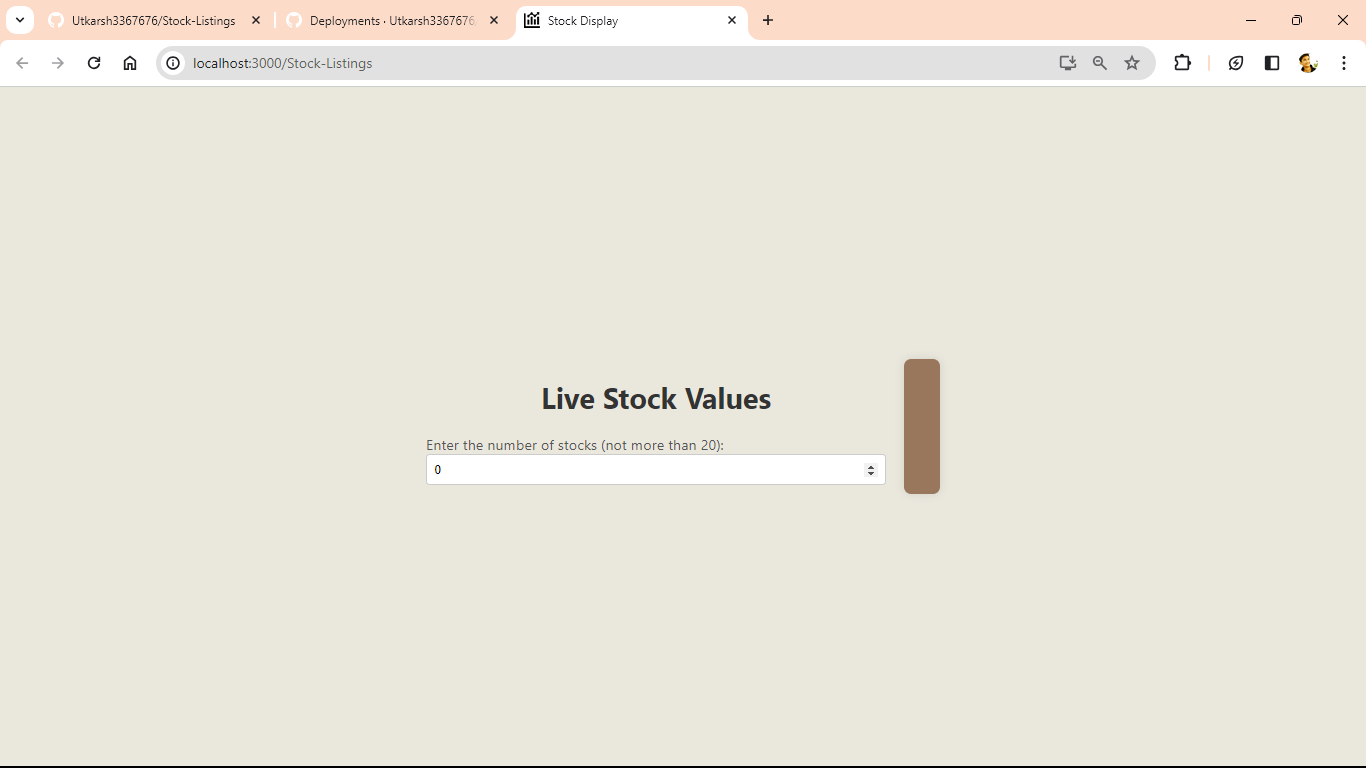 Utkarsh3367676/Stock-Listings
Deployments · Utkarsh3367676
Stock Display
localhost:3000/Stock-Listings
Live Stock Values
Enter the number of stocks (not more than 20):
0